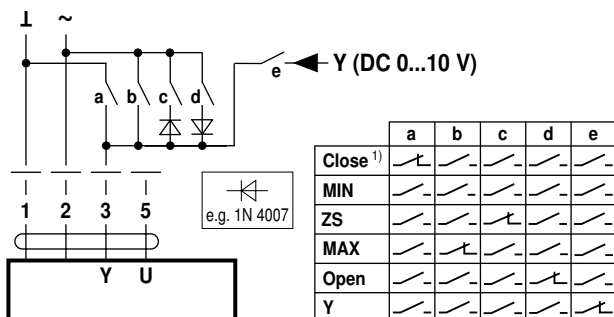 ⊥ ~
e Y (DC 0...10 V)
a b c d
1 2 3 5
Y U
e.g. 1N 4007
a b c d e
Close 1)
MIN
ZS
MAX
Open
Y